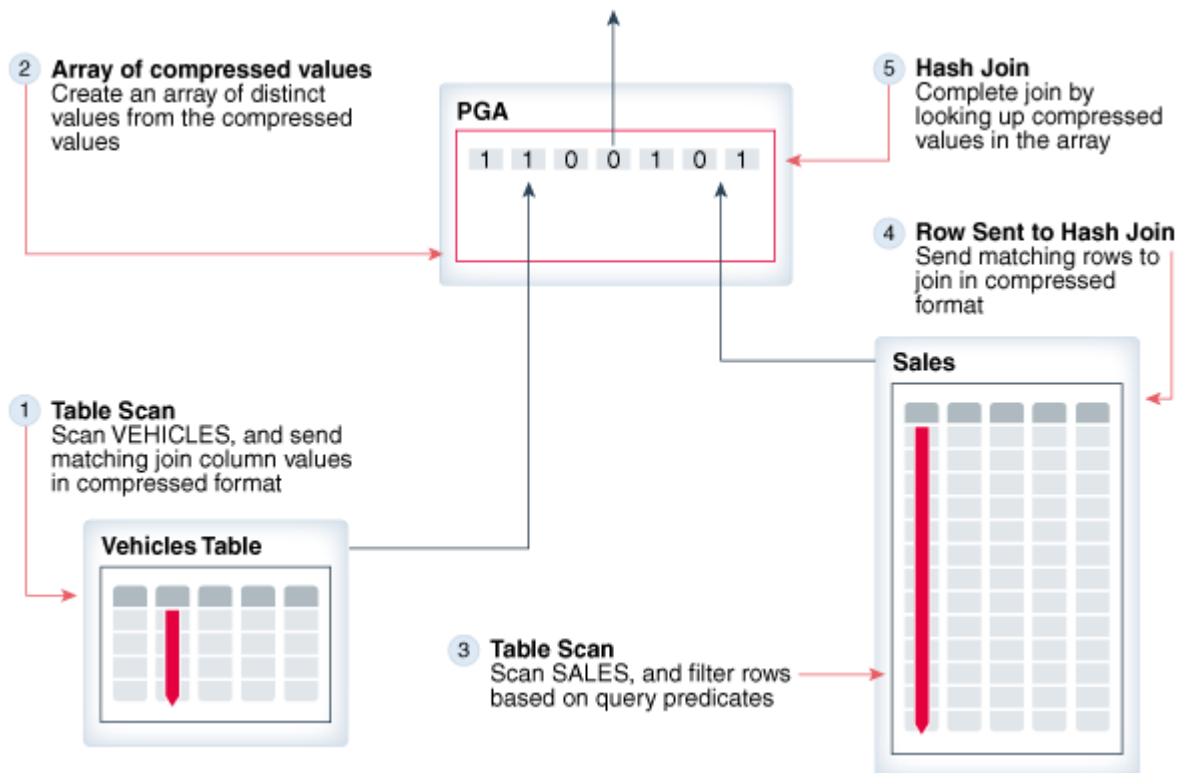 2 Array of compressed values
Create an array of distinct
values from the compressed
values
PGA
1 1 0 0 1 0 1
5 Hash Join
Complete join by
looking up compressed
values in the array
4 Row Sent to Hash Join
Send matching rows to
join in compressed
format
Sales
1 Table Scan
Scan VEHICLES, and send
matching join column values
in compressed format
Vehicles Table
3 Table Scan
Scan SALES, and filter rows
based on query predicates